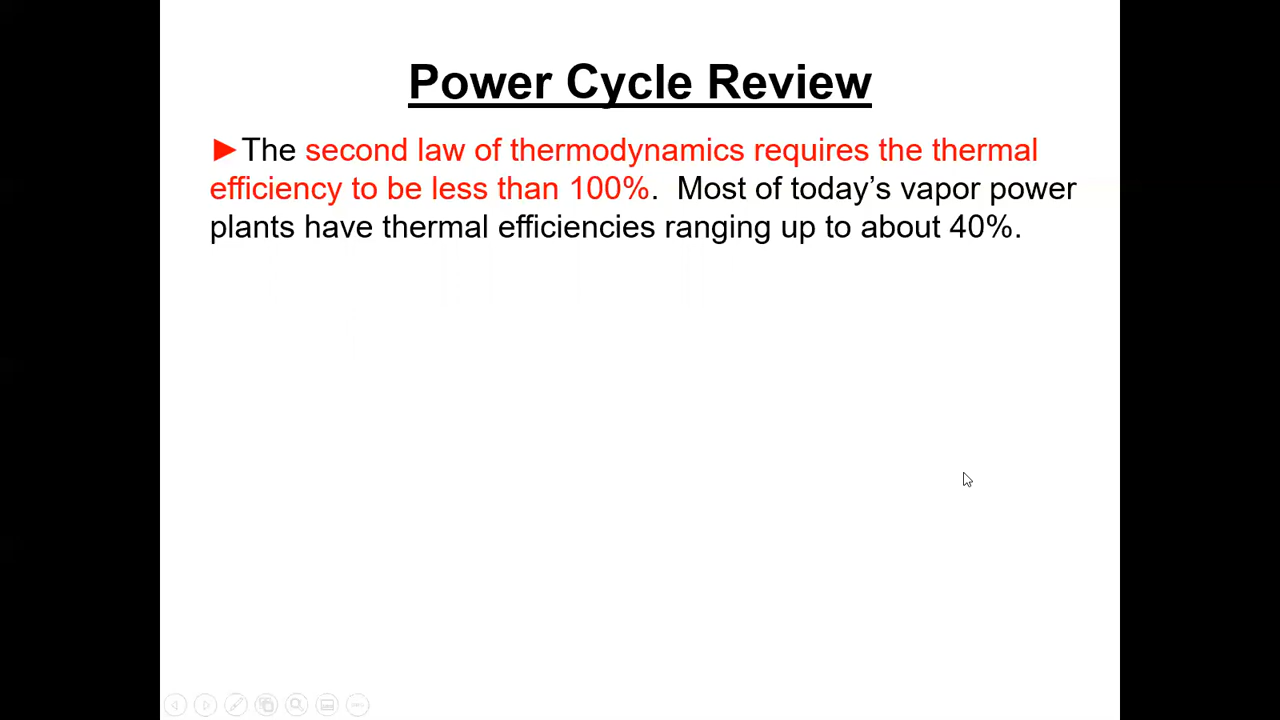 Power Cycle Review
►The second law of thermodynamics requires the thermal
efficiency to be less than 100%.  Most of today’s vapor power
plants have thermal efficiencies ranging up to about 40%.